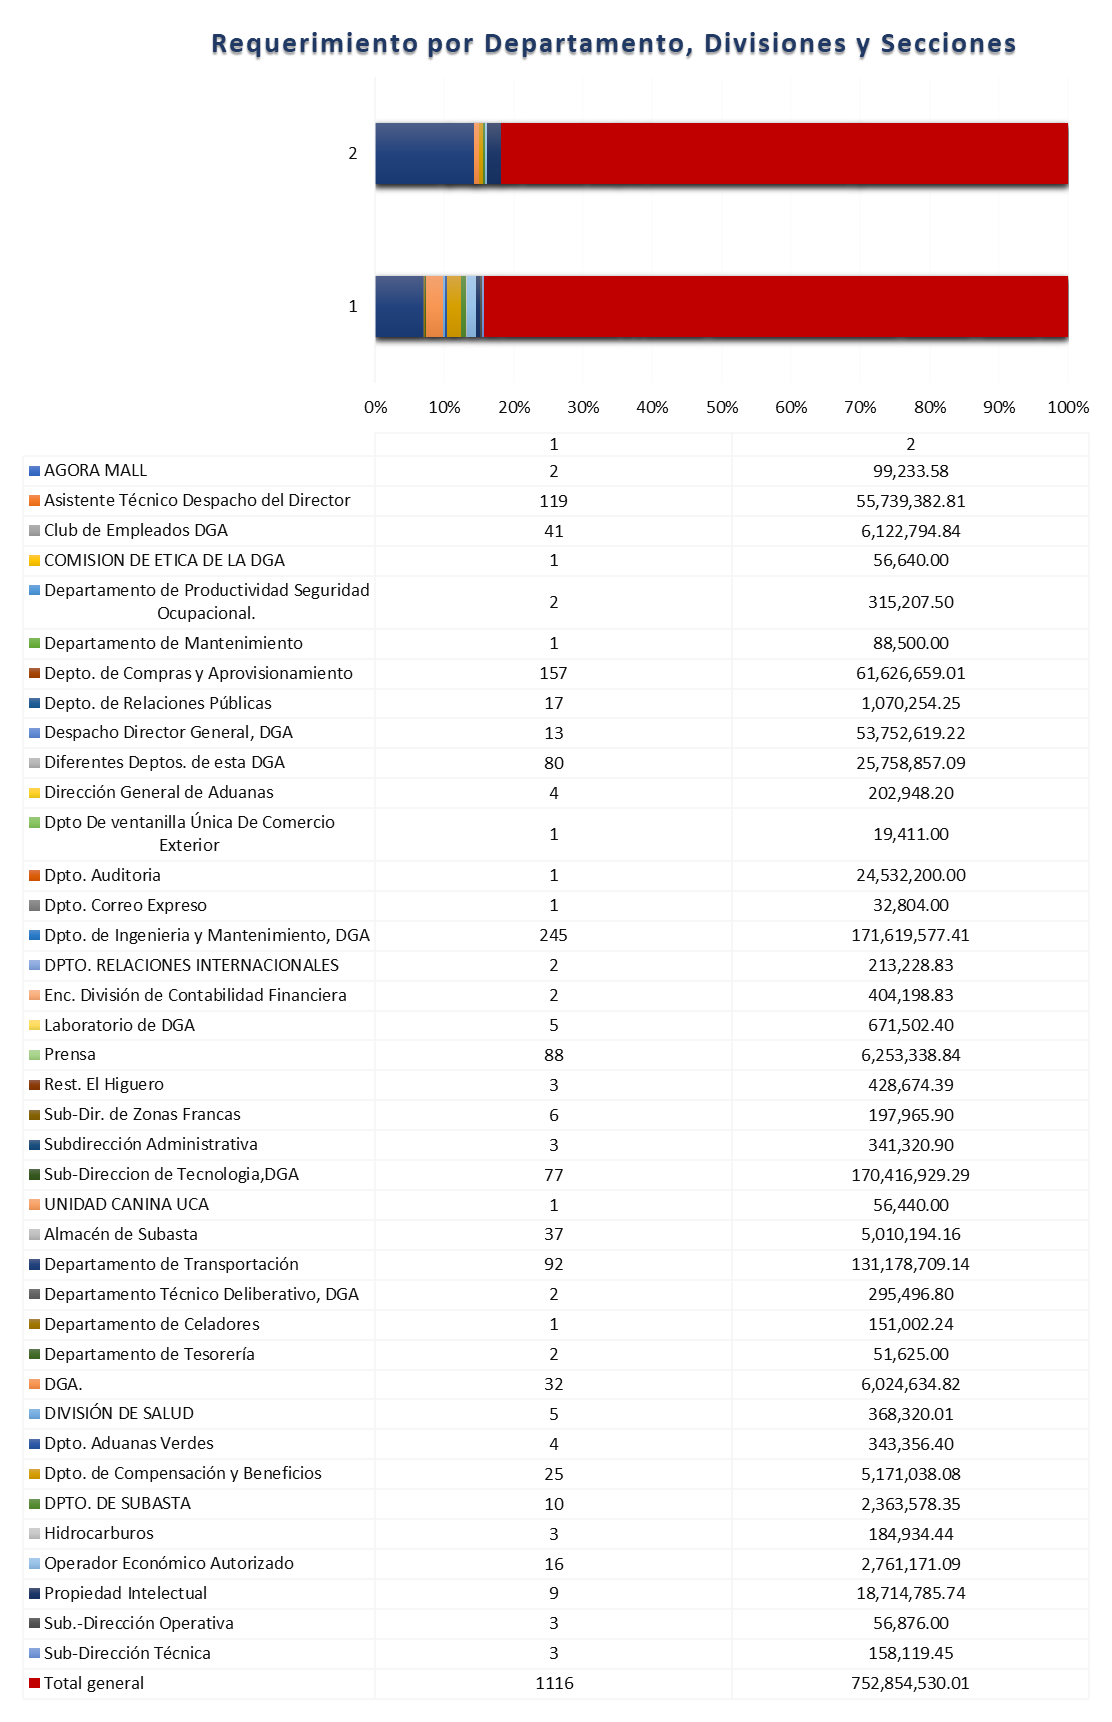 Requerimiento por Departamento, Divisiones y Secciones
2
1
0% 10% 20% 30% 40% 50% 60% 70% 80% 90% 100%
1 2
AGORA MALL 2 99,233.58
Asistente Técnico Despacho del Director 119 55,739,382.81
Club de Empleados DGA 41 6,122,794.84
COMISION DE ETICA DE LA DGA 1 56,640.00
Departamento de Productividad Seguridad
Ocupacional. 2 315,207.50
Departamento de Mantenimiento 1 88,500.00
Depto. de Compras y Aprovisionamiento 157 61,626,659.01
Depto. de Relaciones Públicas 17 1,070,254.25
Despacho Director General, DGA 13 53,752,619.22
Diferentes Deptos. de esta DGA 80 25,758,857.09
Dirección General de Aduanas 4 202,948.20
Dpto De ventanilla Única De Comercio
Exterior 1 19,411.00
Dpto. Auditoria 1 24,532,200.00
Dpto. Correo Expreso 1 32,804.00
Dpto. de Ingenieria y Mantenimiento, DGA 245 171,619,577.41
DPTO. RELACIONES INTERNACIONALES 2 213,228.83
Enc. División de Contabilidad Financiera 2 404,198.83
Laboratorio de DGA 5 671,502.40
Prensa 88 6,253,338.84
Rest. El Higuero 3 428,674.39
Sub-Dir. de Zonas Francas 6 197,965.90
Subdirección Administrativa 3 341,320.90
Sub-Direccion de Tecnologia,DGA 77 170,416,929.29
UNIDAD CANINA UCA 1 56,440.00
Almacén de Subasta 37 5,010,194.16
Departamento de Transportación 92 131,178,709.14
Departamento Técnico Deliberativo, DGA 2 295,496.80
Departamento de Celadores 1 151,002.24
Departamento de Tesorería 2 51,625.00
DGA. 32 6,024,634.82
DIVISIÓN DE SALUD 5 368,320.01
Dpto. Aduanas Verdes 4 343,356.40
Dpto. de Compensación y Beneficios 25 5,171,038.08
DPTO. DE SUBASTA 10 2,363,578.35
Hidrocarburos 3 184,934.44
Operador Económico Autorizado 16 2,761,171.09
Propiedad Intelectual 9 18,714,785.74
Sub.-Dirección Operativa 3 56,876.00
Sub-Dirección Técnica 3 158,119.45
Total general 1116 752,854,530.01